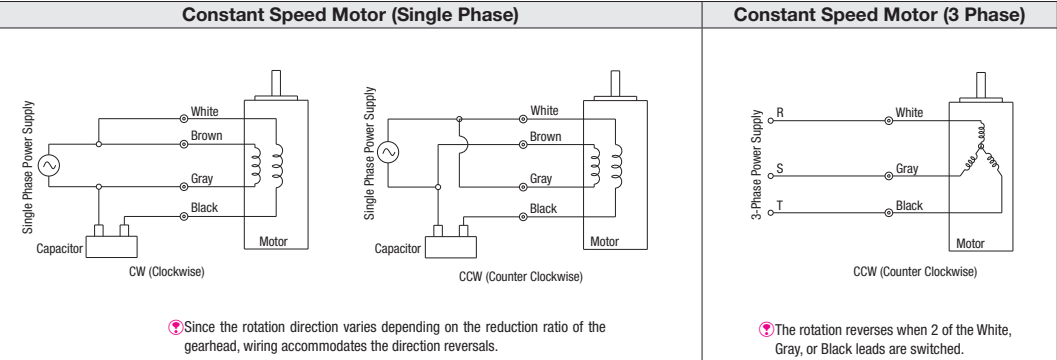 Constant Speed Motor (Single Phase)
Constant Speed Motor (3 Phase)
Single Phase Power Supply
White
Brown
Gray
Black
Capacitor
Motor
CW (Clockwise)
Single Phase Power Supply
White
Brown
Gray
Black
Capacitor
Motor
CCW (Counter Clockwise)
Since the rotation direction varies depending on the reduction ratio of the
gearhead, wiring accommodates the direction reversals.
3-Phase Power Supply
R
White
S
Gray
T
Black
Motor
CCW (Counter Clockwise)
The rotation reverses when 2 of the White,
Gray, or Black leads are switched.